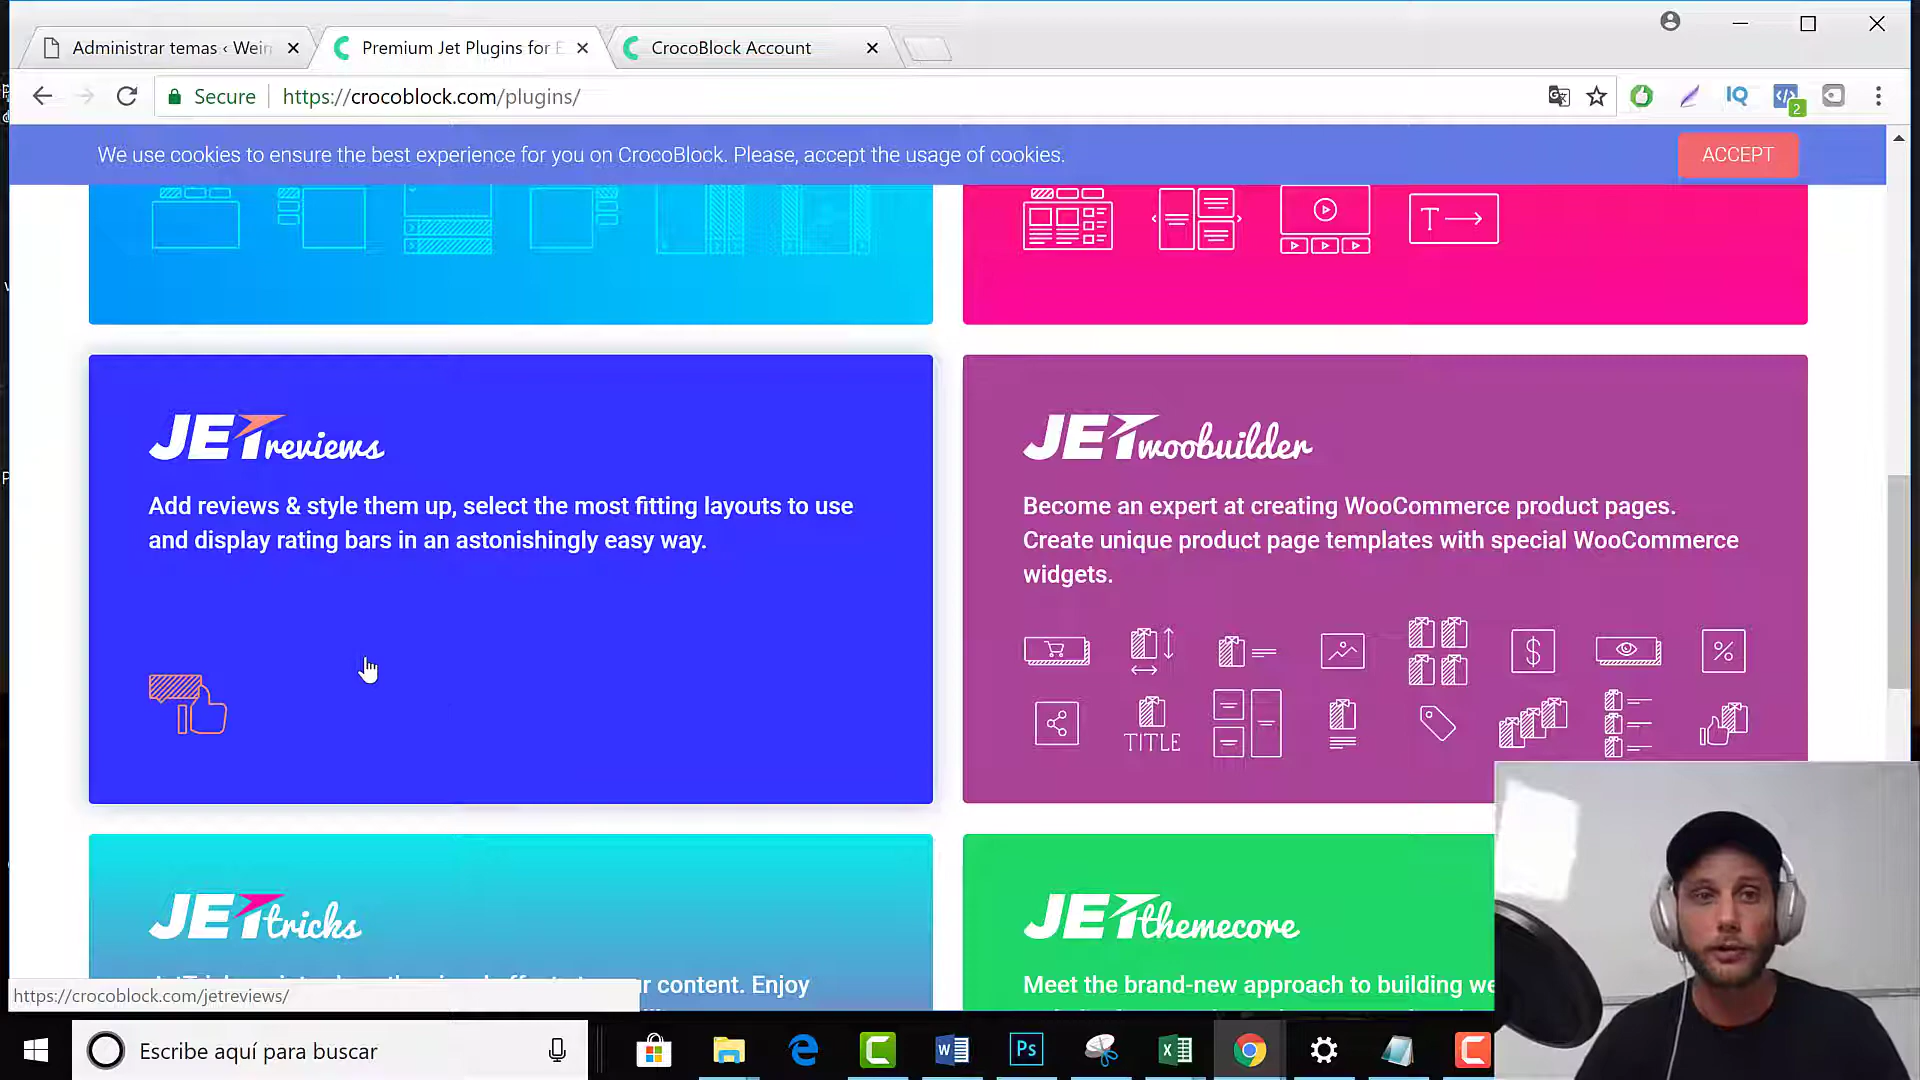 Administrar temas ‹ Wein
Premium Jet Plugins for E
CrocoBlock Account
Secure
https://crocoblock.com/plugins/
IQ
2
We use cookies to ensure the best experience for you on CrocoBlock. Please, accept the usage of cookies.
ACCEPT
T
JETreviews
Add reviews & style them up, select the most fitting layouts to use
and display rating bars in an astonishingly easy way.
JETwoobuilder
Become an expert at creating WooCommerce product pages.
Create unique product page templates with special WooCommerce
widgets.
$
%
TITLE
JETtricks
r content. Enjoy
JETthemecore
Meet the brand-new approach to building we
https://crocoblock.com/jetreviews/
Escribe aquí para buscar
Ps